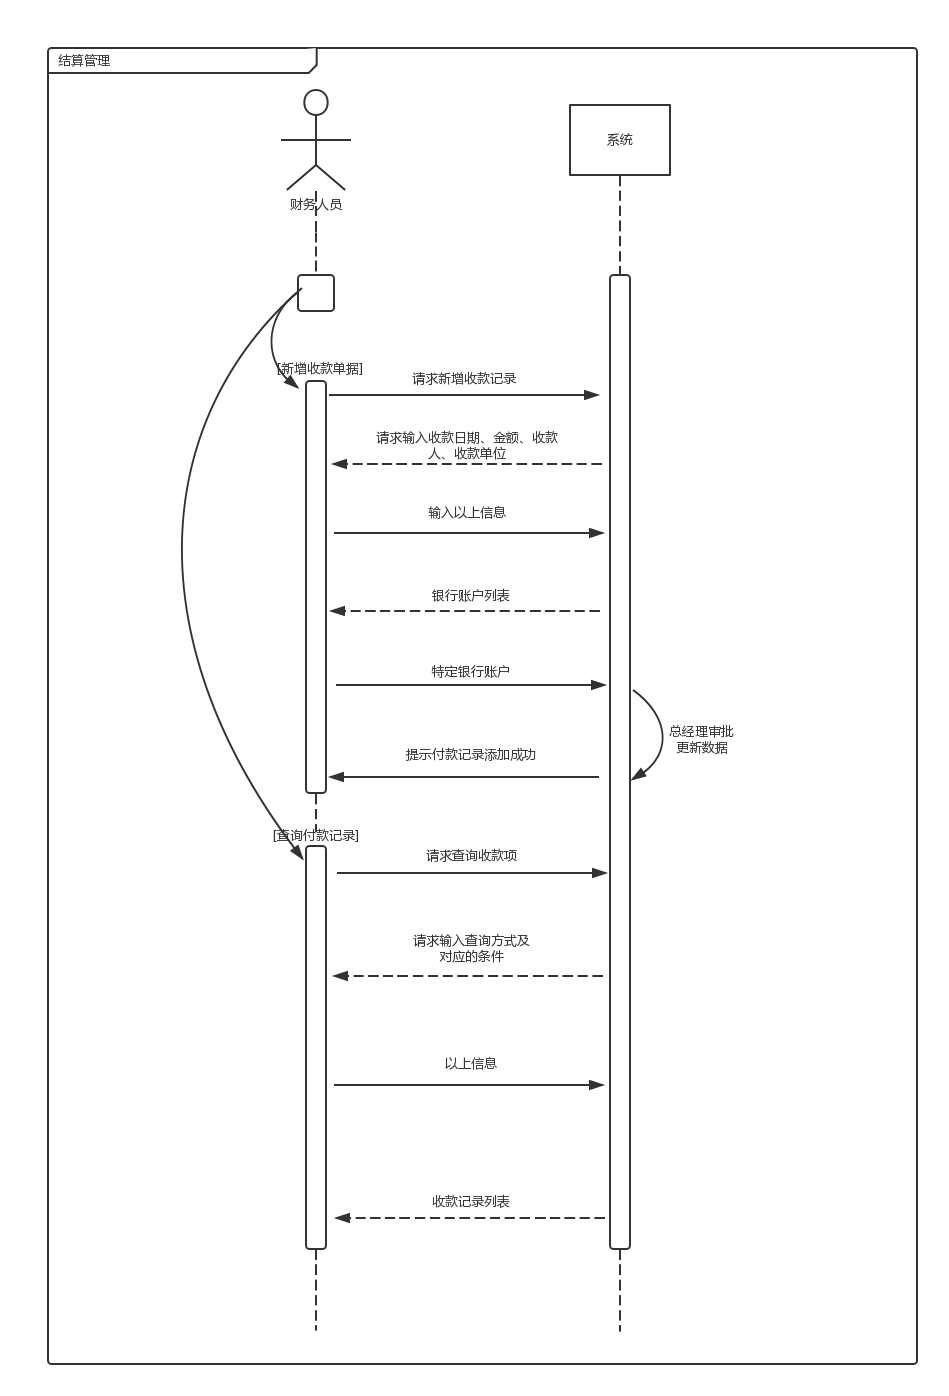 结算管理
系统
财务人员
[新增收款单据]
请求新增收款记录
请求输入收款日期、金额、收款
人、收款单位
输入以上信息
银行账户列表
特定银行账户
总经理审批
更新数据
提示付款记录添加成功
[查询付款记录]
请求查询收款项
请求输入查询方式及
对应的条件
以上信息
收款记录列表